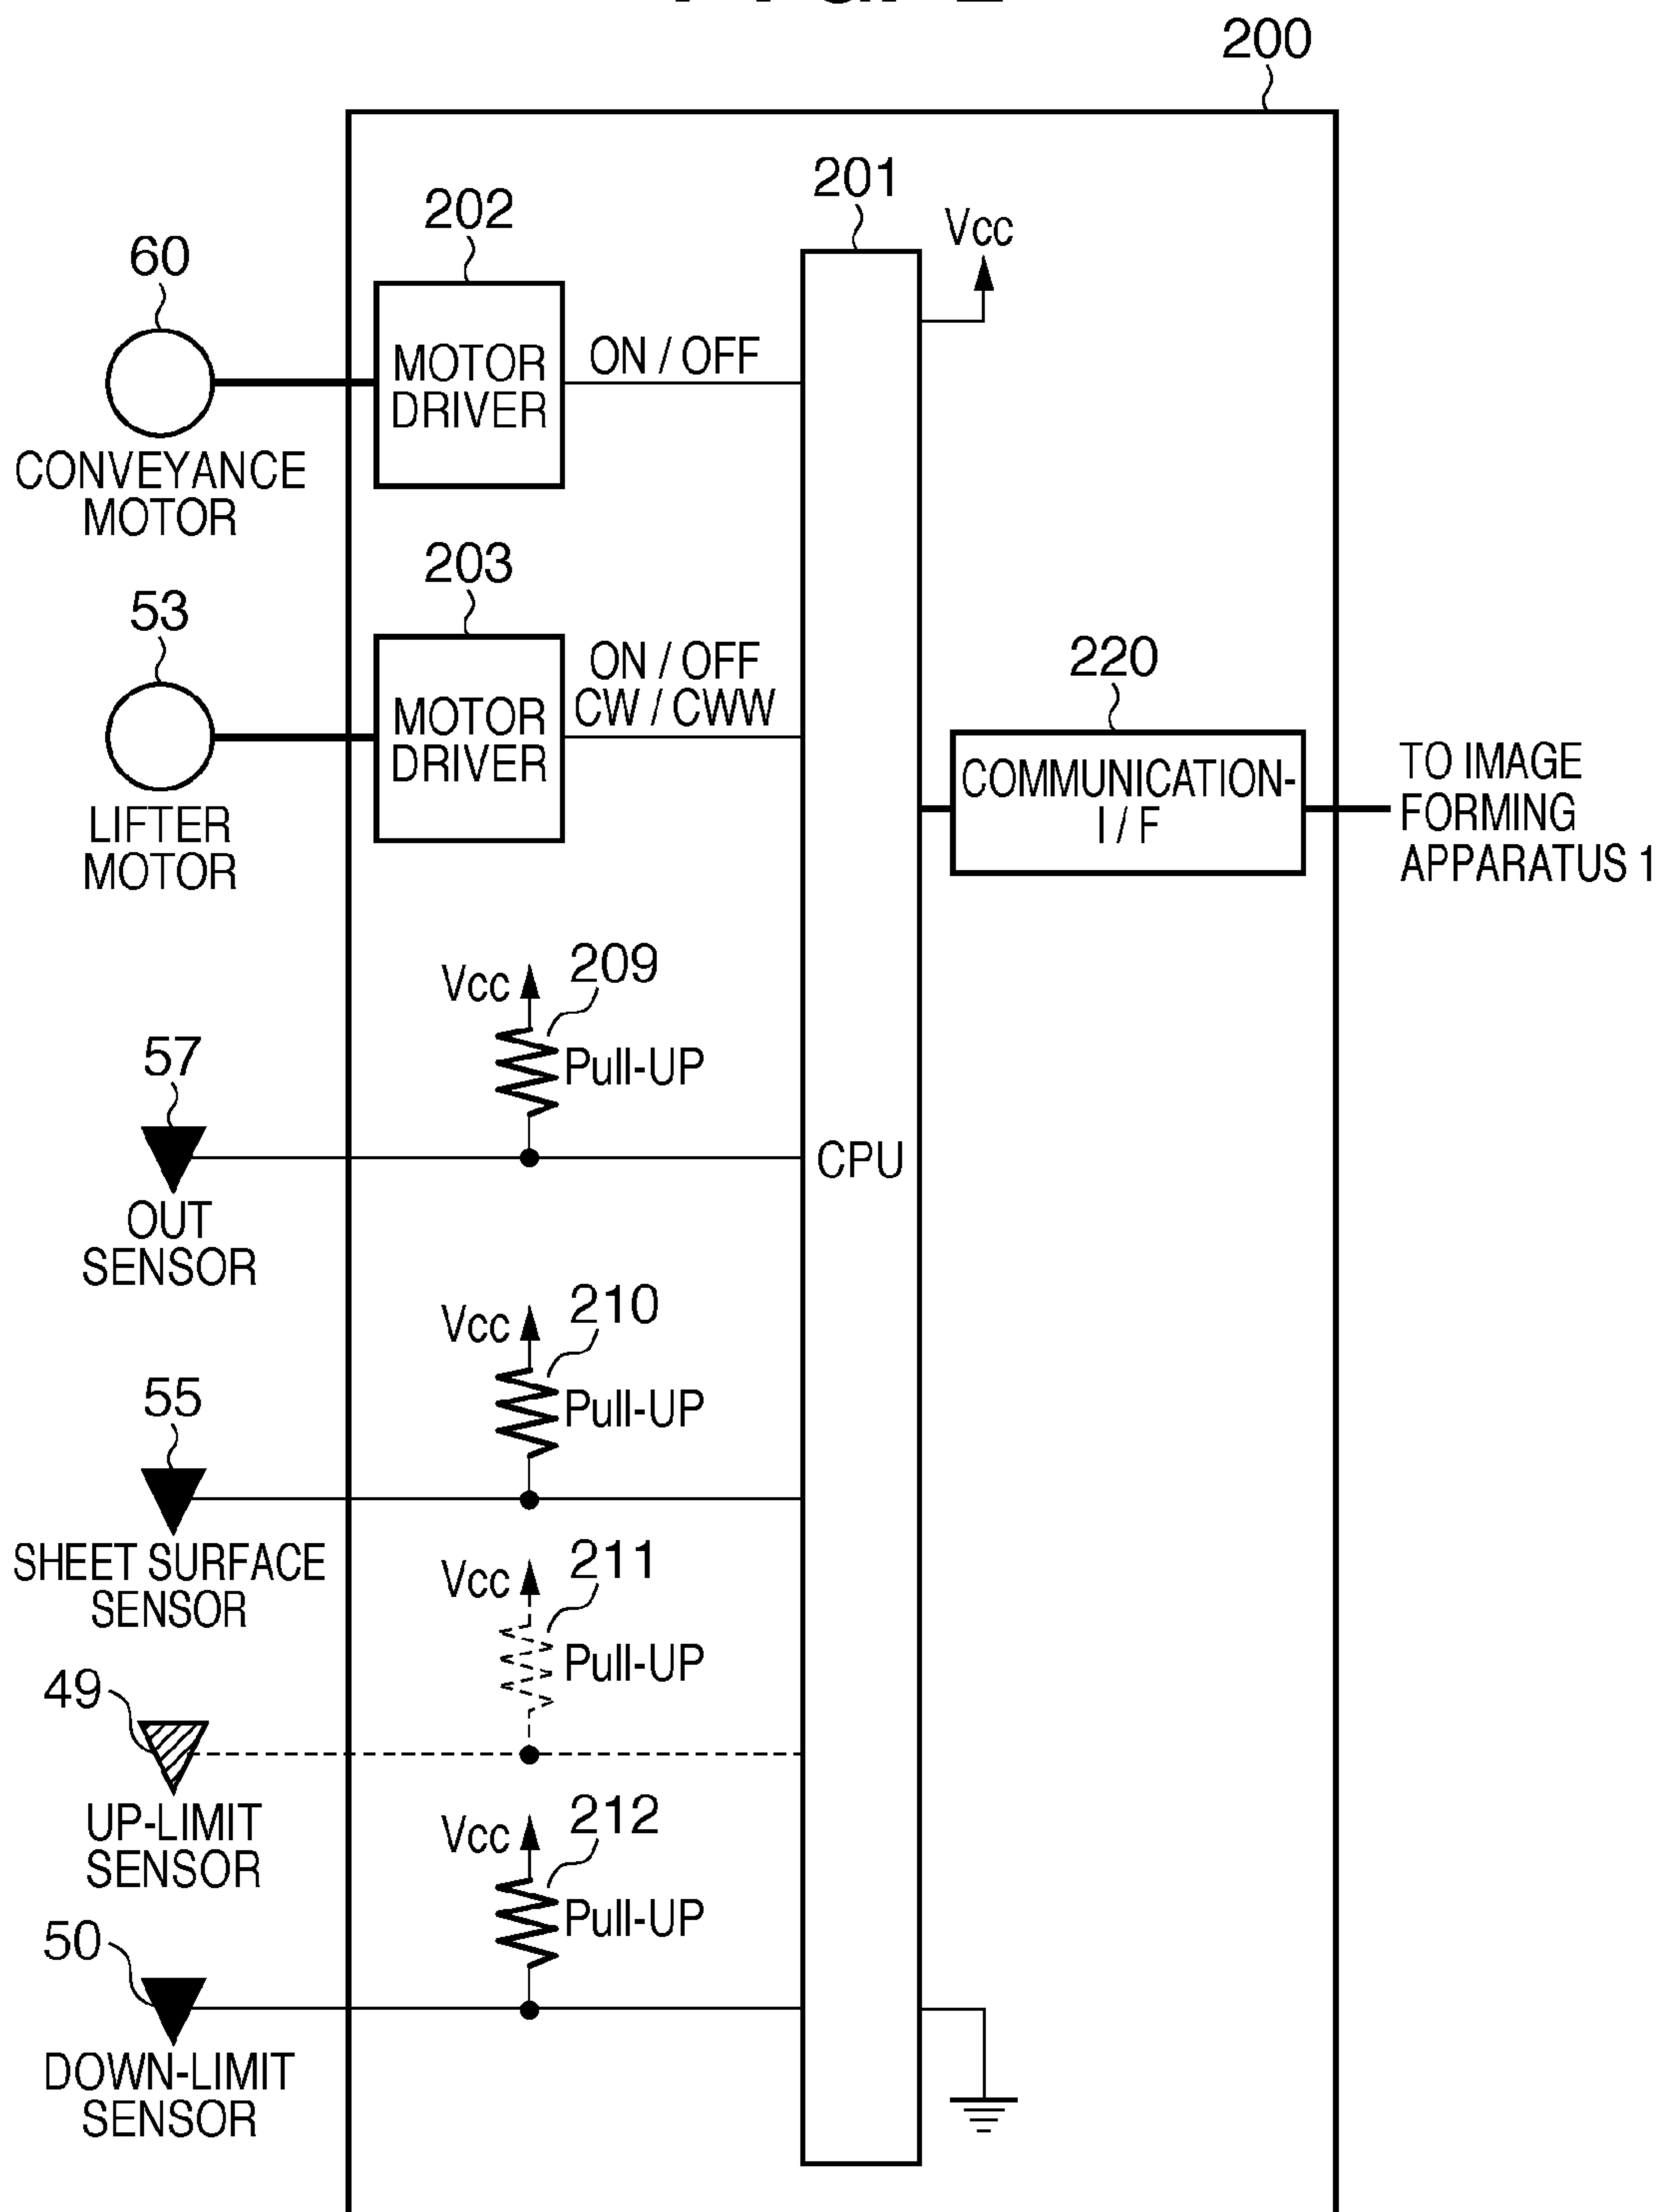 200
201
Vcc
202
60
MOTOR
DRIVER
ON / OFF
CONVEYANCE
MOTOR
203
53
MOTOR
DRIVER
ON / OFF
CW / CWW
LIFTER
MOTOR
220
COMMUNICATION-
I / F
TO IMAGE
FORMING
APPARATUS 1
Vcc
209
Pull-UP
57
OUT
SENSOR
CPU
Vcc
210
Pull-UP
55
SHEET SURFACE
SENSOR
Vcc
211
Pull-UP
49
UP-LIMIT
SENSOR
Vcc
212
Pull-UP
50
DOWN-LIMIT
SENSOR